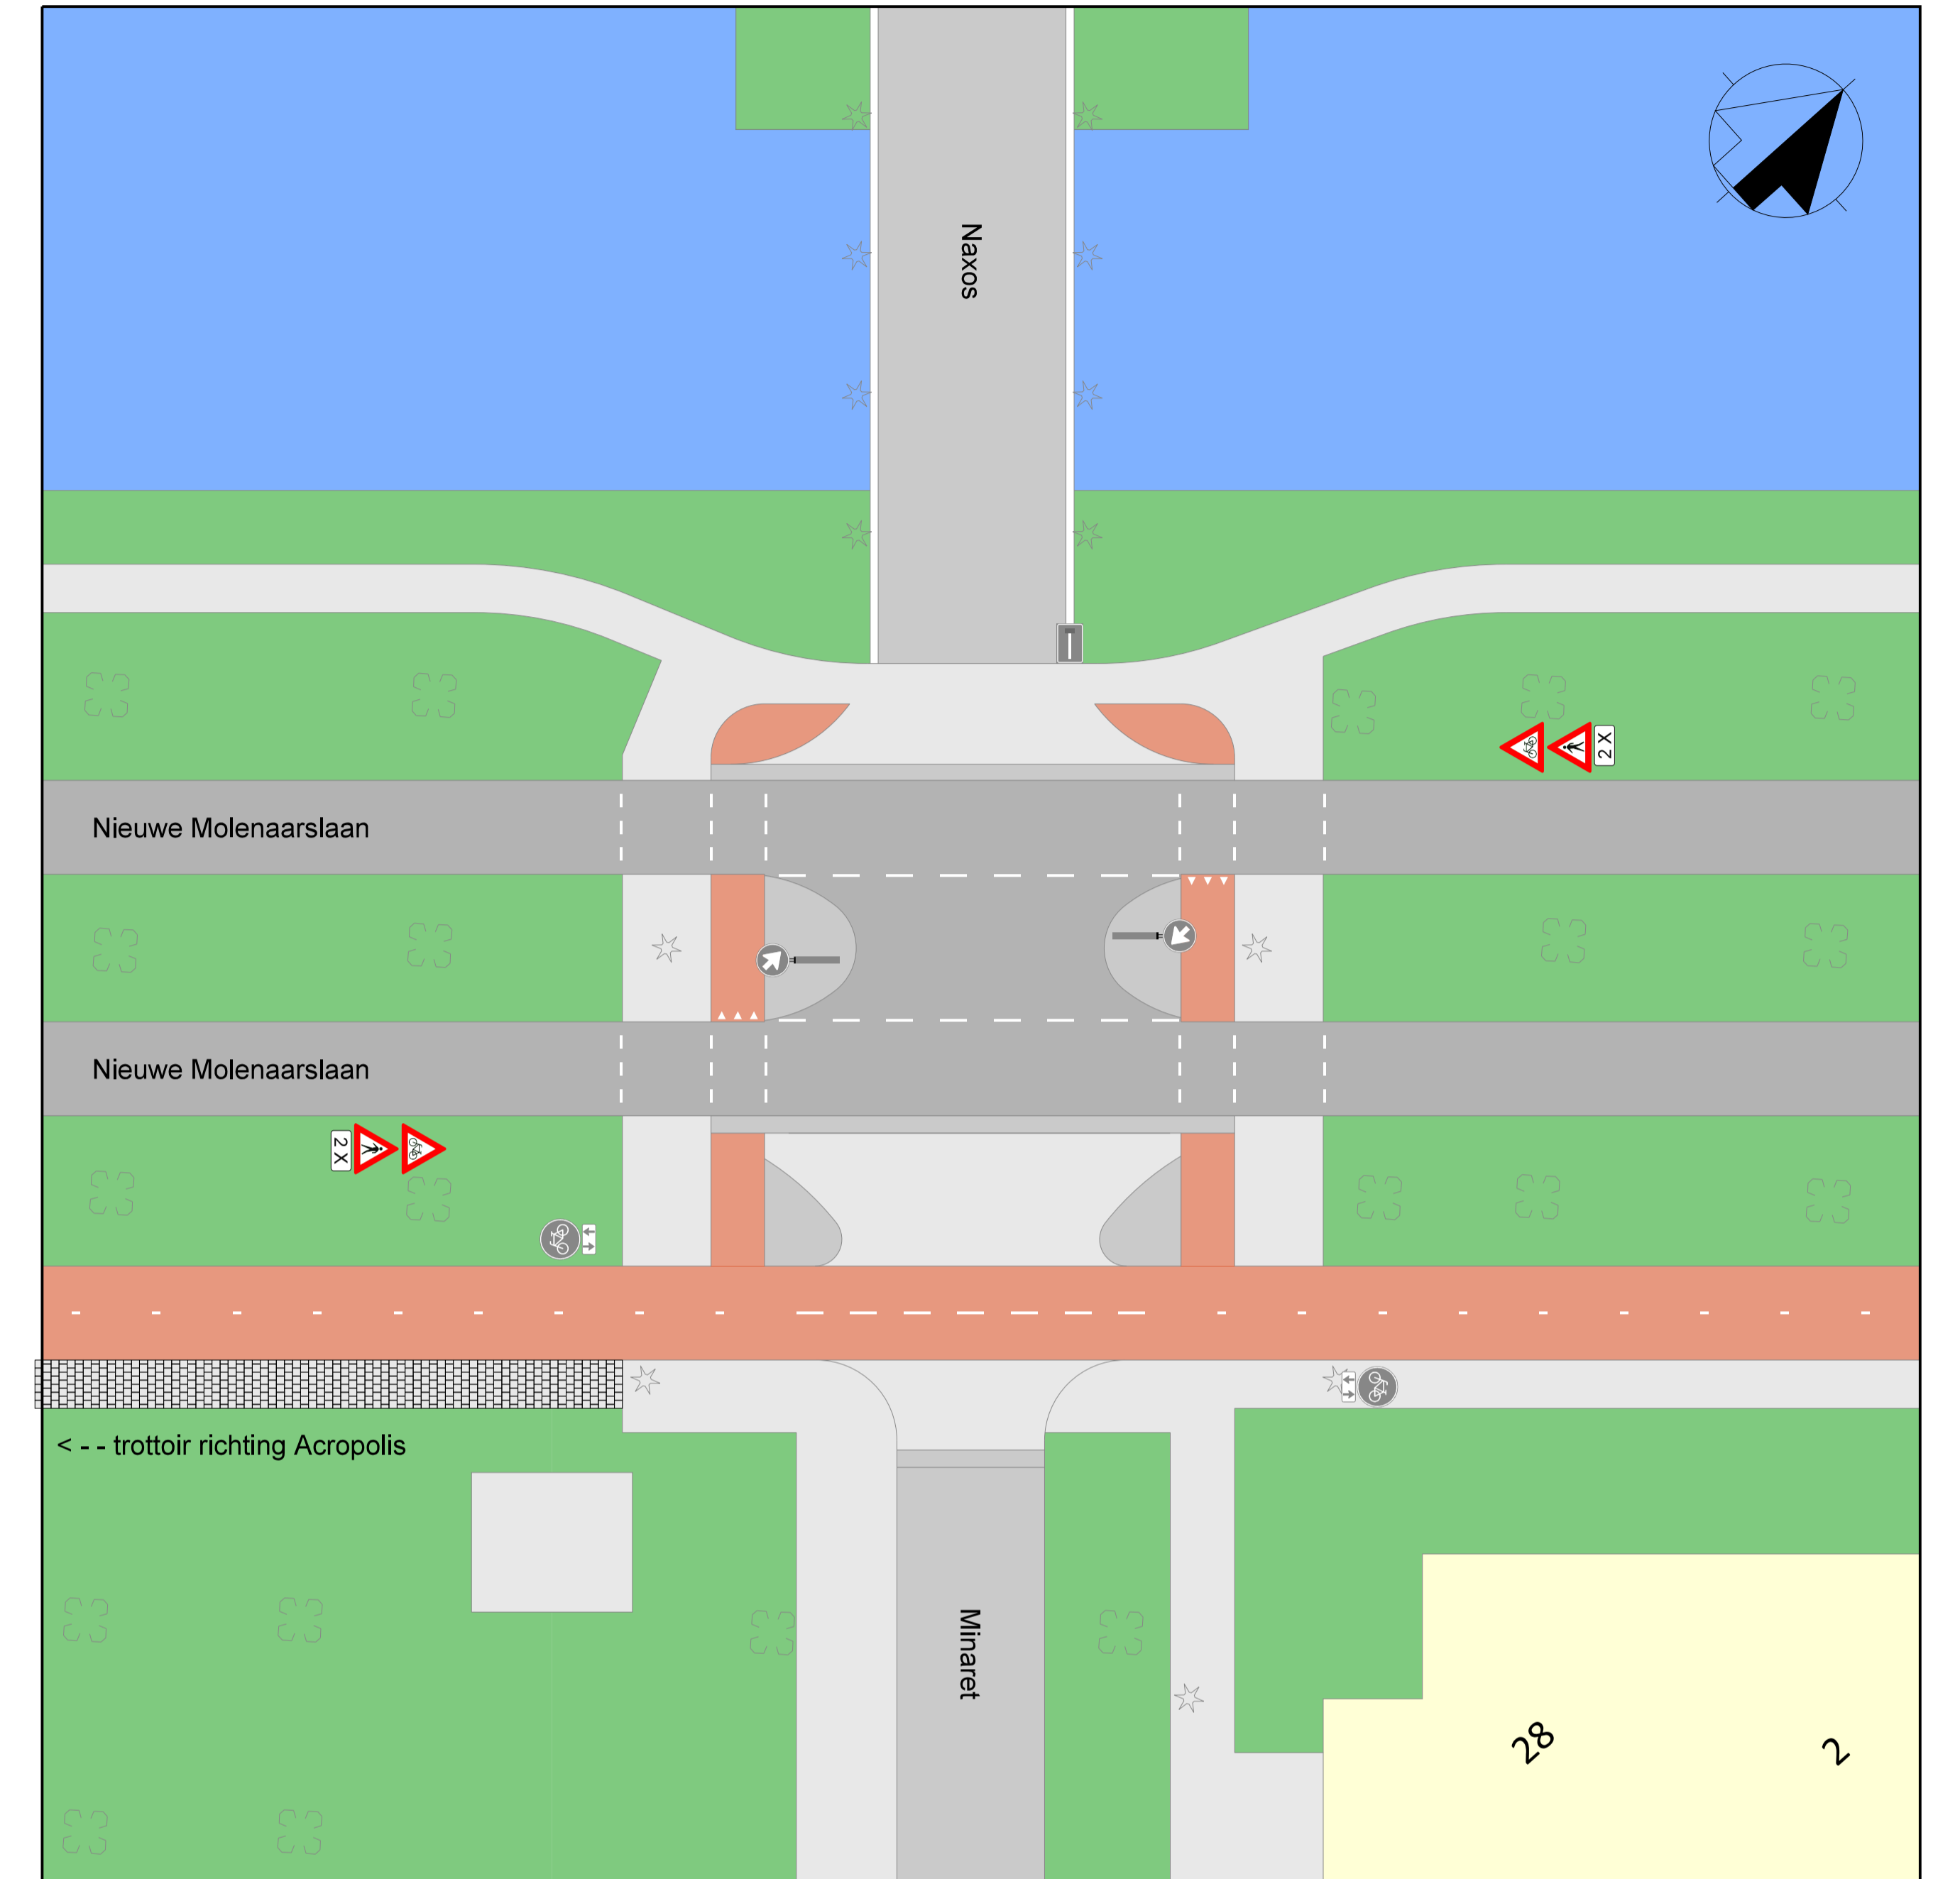 Naxos
2 X
Nieuwe Molenaarslaan
Nieuwe Molenaarslaan
2 X
< - - trottoir richting Acropolis
Minaret
28
2